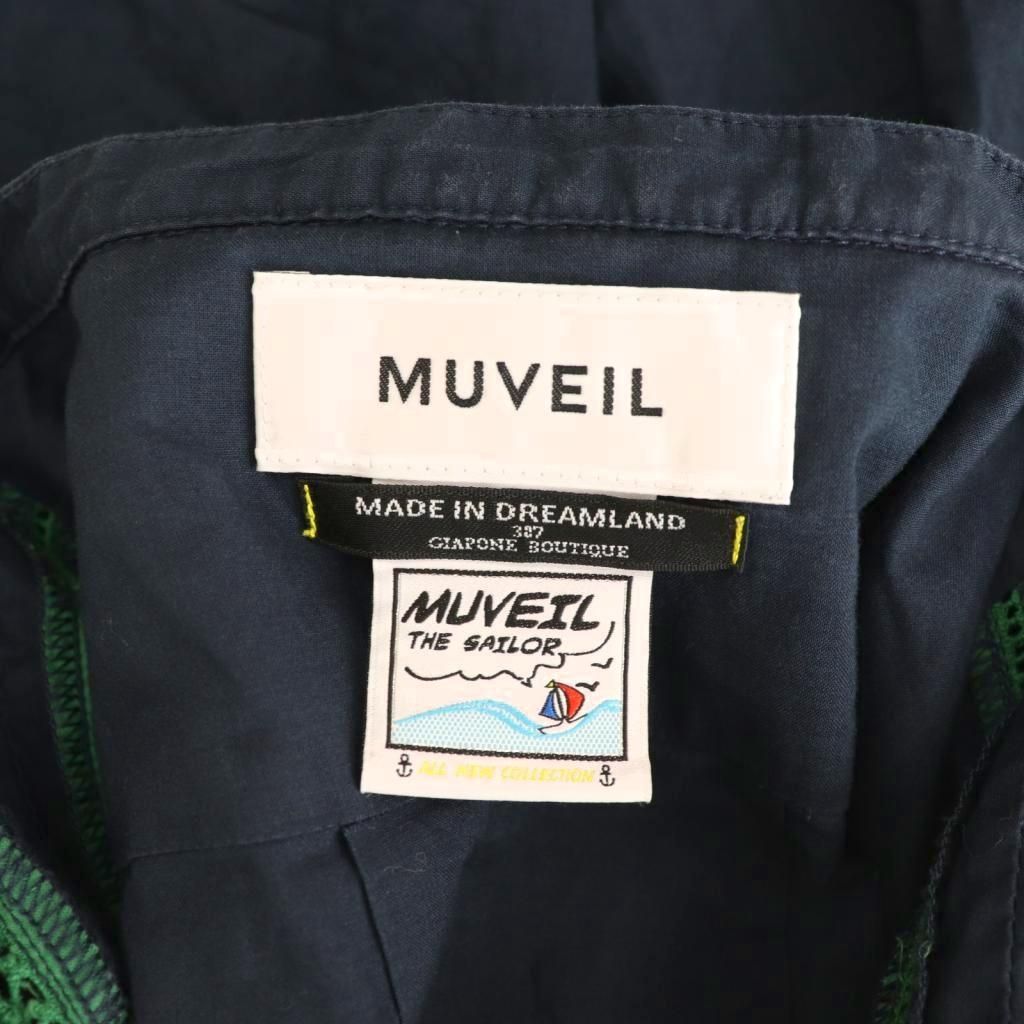 MUVEIL
MADE IN DREAMLAND
387
GIAPONE BOUTIQUE
MUVEIL
THE SAILOR
ALL NEW COLLECTION